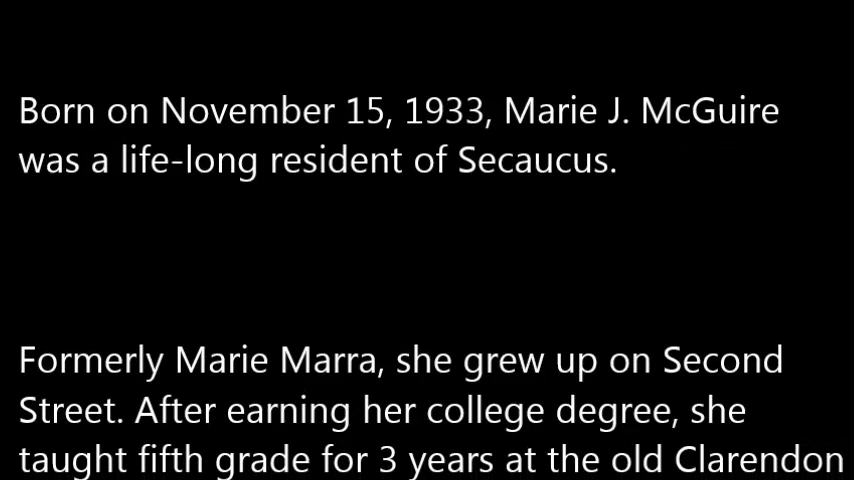 Born on November 15, 1933, Marie J. McGuire
was a life-long resident of Secaucus.
Formerly Marie Marra, she grew up on Second
Street. After earning her college degree, she
taught fifth grade for 3 years at the old Clarendon